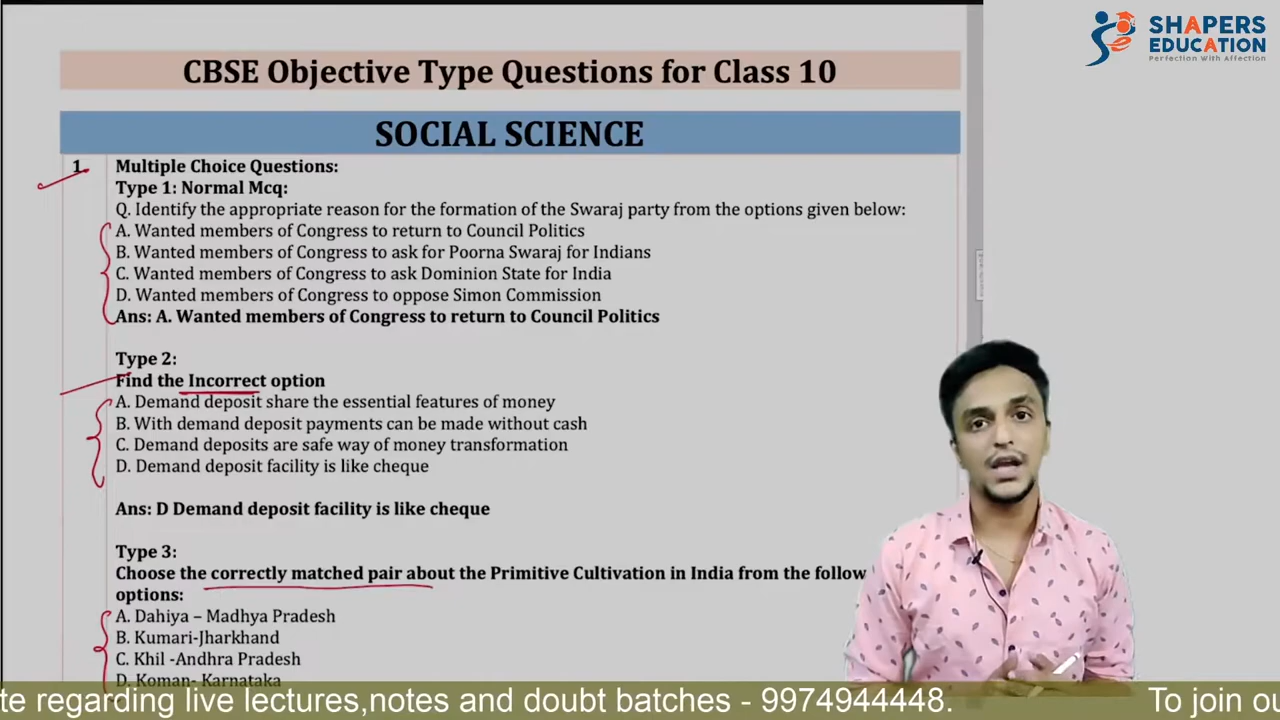 SHAPERS
EDUCATION
Perfection With Affection
CBSE Objective Type Questions for Class 10
SOCIAL SCIENCE
1. Multiple Choice Questions:
Type 1: Normal Mcq:
Q. Identify the appropriate reason for the formation of the Swaraj party from the options given below:
A. Wanted members of Congress to return to Council Politics
B. Wanted members of Congress to ask for Poorna Swaraj for Indians
C. Wanted members of Congress to ask Dominion State for India
D. Wanted members of Congress to oppose Simon Commission
Ans: A. Wanted members of Congress to return to Council Politics
Type 2:
Find the Incorrect option
A. Demand deposit share the essential features of money
B. With demand deposit payments can be made without cash
C. Demand deposits are safe way of money transformation
D. Demand deposit facility is like cheque
Ans: D Demand deposit facility is like cheque
Type 3:
Choose the correctly matched pair about the Primitive Cultivation in India from the follow
options:
A. Dahiya – Madhya Pradesh
B. Kumari-Jharkhand
C. Khil -Andhra Pradesh
D. Koman- Karnataka
te regarding live lectures,notes and doubt batches - 9974944448. To join ou